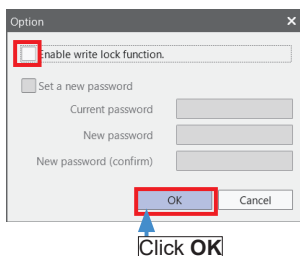 Option
Enable write lock function.
Set a new password
Current password
New password
New password (confirm)
OK Cancel
Click OK